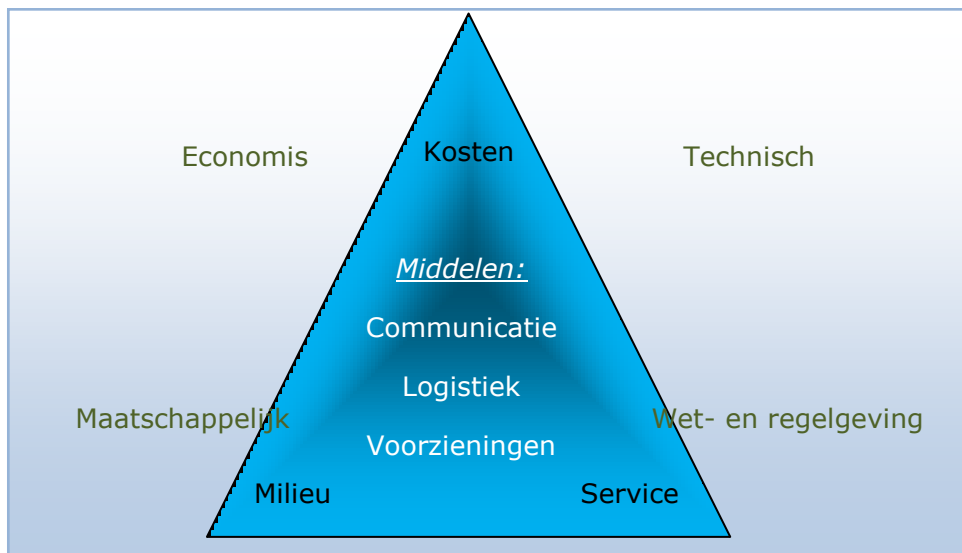 Economis
Kosten
Technisch
Middelen:
Communicatie
Logistiek
Maatschappelijk
Wet- en regelgeving
Voorzieningen
Milieu
Service